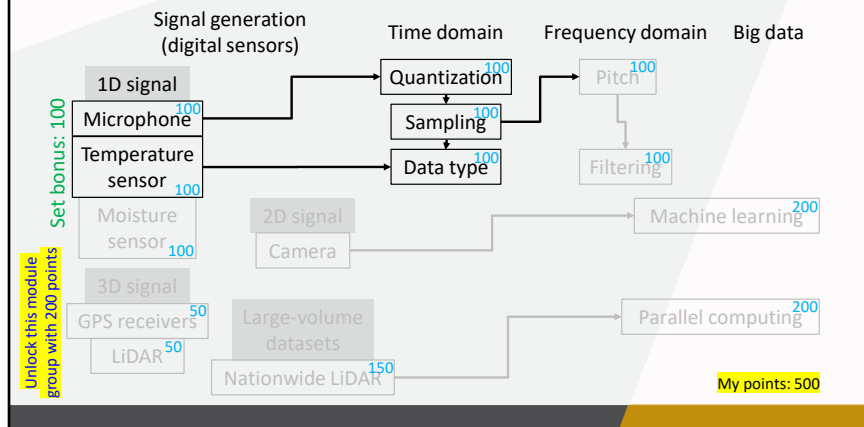 Signal generation
(digital sensors)
Time domain
Frequency domain
Big data
Set bonus: 100
1D signal
Microphone
100
Temperature
sensor
100
Moisture
sensor
100
Quantization
100
Sampling
100
Data type
100
Pitch
100
Filtering
100
2D signal
Camera
Machine learning
200
Unlock this module
group with 200 points
3D signal
GPS receivers
50
LiDAR
50
Large-volume
datasets
Nationwide LiDAR
150
Parallel computing
200
My points: 500